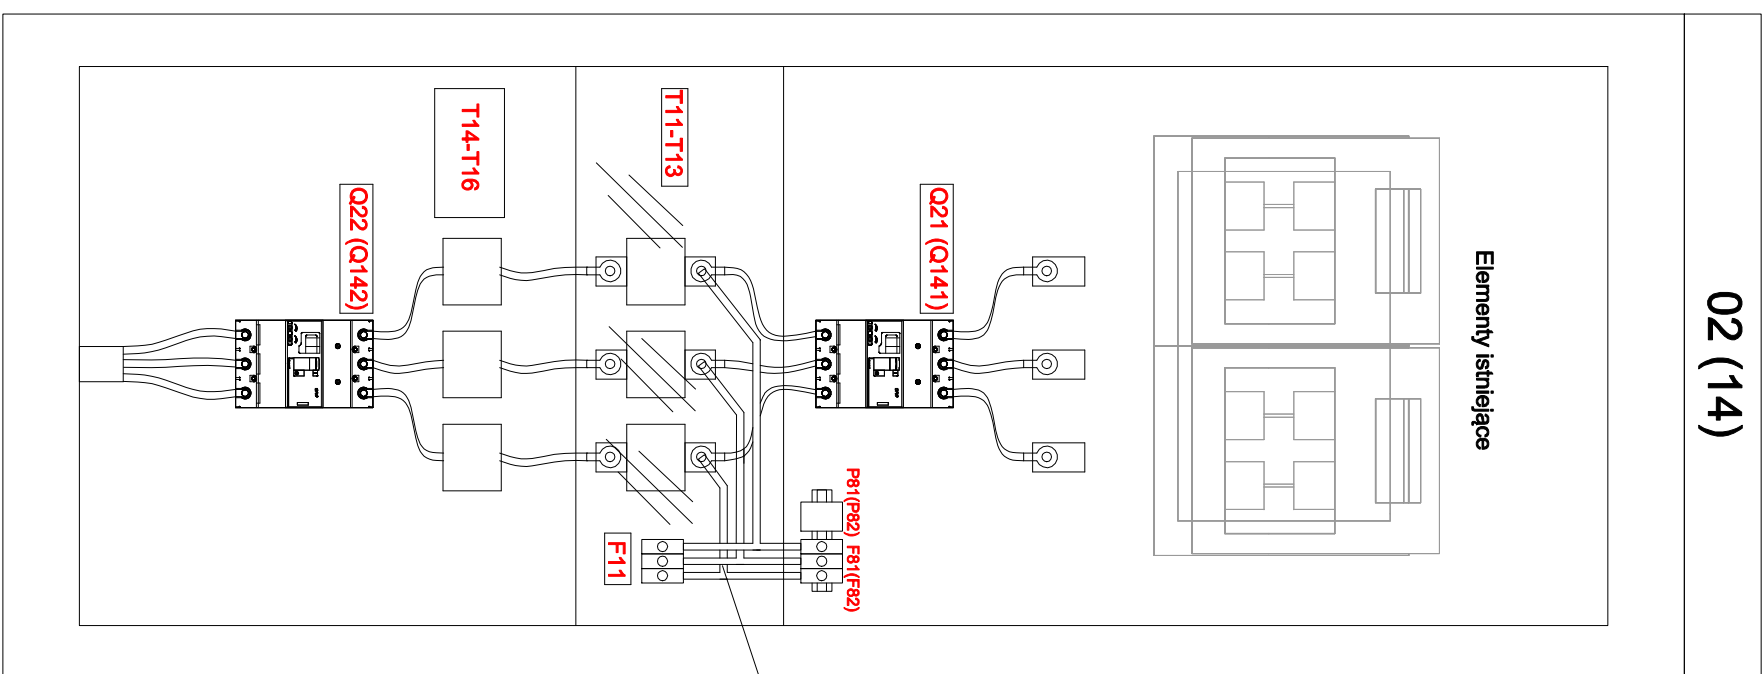 02 (14)
Elementy istniejące
Q21 (Q141)
P81(P82) F81(F82)
T11-T13
F11
T14-T16
Q22 (Q142)